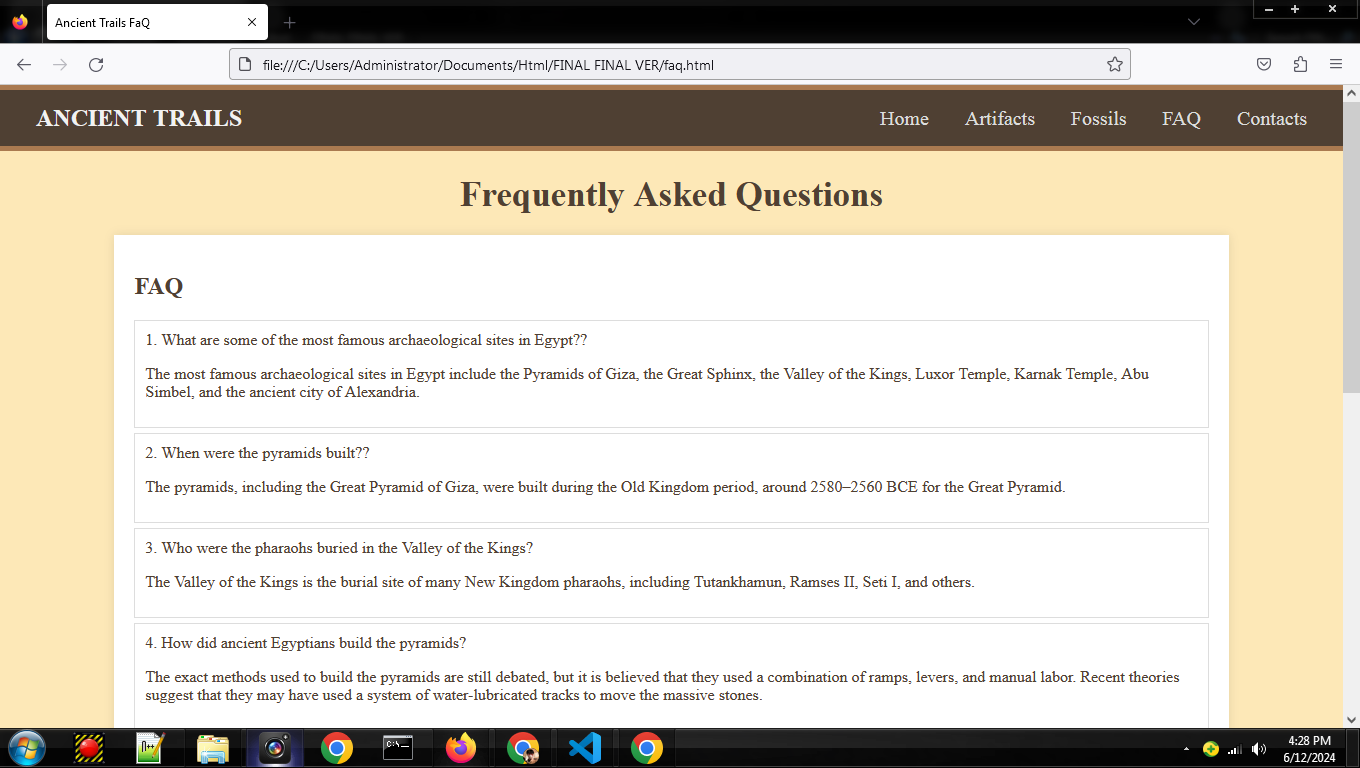 Ancient Trails FaQ
file:///C:/Users/Administrator/Documents/Html/FINAL FINAL VER/faq.html
ANCIENT TRAILS
Home Artifacts Fossils FAQ Contacts
Frequently Asked Questions
FAQ
1. What are some of the most famous archaeological sites in Egypt??
The most famous archaeological sites in Egypt include the Pyramids of Giza, the Great Sphinx, the Valley of the Kings, Luxor Temple, Karnak Temple, Abu
Simbel, and the ancient city of Alexandria.
2. When were the pyramids built??
The pyramids, including the Great Pyramid of Giza, were built during the Old Kingdom period, around 2580–2560 BCE for the Great Pyramid.
3. Who were the pharaohs buried in the Valley of the Kings?
The Valley of the Kings is the burial site of many New Kingdom pharaohs, including Tutankhamun, Ramses II, Seti I, and others.
4. How did ancient Egyptians build the pyramids?
The exact methods used to build the pyramids are still debated, but it is believed that they used a combination of ramps, levers, and manual labor. Recent theories
suggest that they may have used a system of water-lubricated tracks to move the massive stones.
4:28 PM
6/12/2024